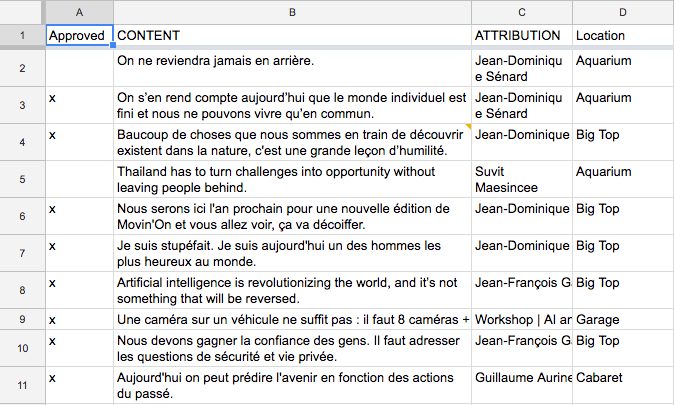 A B C D
1 Approved CONTENT ATTRIBUTION Location
2 On ne reviendra jamais en arrière. Jean-Dominiqu Aquarium
e Sénard
3 x On s'en rend compte aujourd'hui que le monde individuel est Jean-Dominiqu Aquarium
fini et nous ne pouvons vivre qu'en commun. e Sénard
4 x Baucoup de choses que nous sommes en train de découvrir Jean-Dominique Big Top
existent dans la nature, c'est une grande leçon d'humilité.
5 Thailand has to turn challenges into opportunity without Suvit Aquarium
leaving people behind. Maesincee
6 x Nous serons ici l'an prochain pour une nouvelle édition de Jean-Dominique Big Top
Movin'On et vous allez voir, ça va décoiffer.
7 x Je suis stupéfait. Je suis aujourd'hui un des hommes les Jean-Dominique Big Top
plus heureux au monde.
8 x Artificial intelligence is revolutionizing the world, and it's not Jean-François G Big Top
something that will be reversed.
9 x Une caméra sur un véhicule ne suffit pas : il faut 8 caméras + Workshop | AI an Garage
10 x Nous devons gagner la confiance des gens. Il faut adresser Jean-François G Big Top
les questions de sécurité et vie privée.
11 x Aujourd'hui on peut prédire l'avenir en fonction des actions Guillaume Aurine Cabaret
du passé.